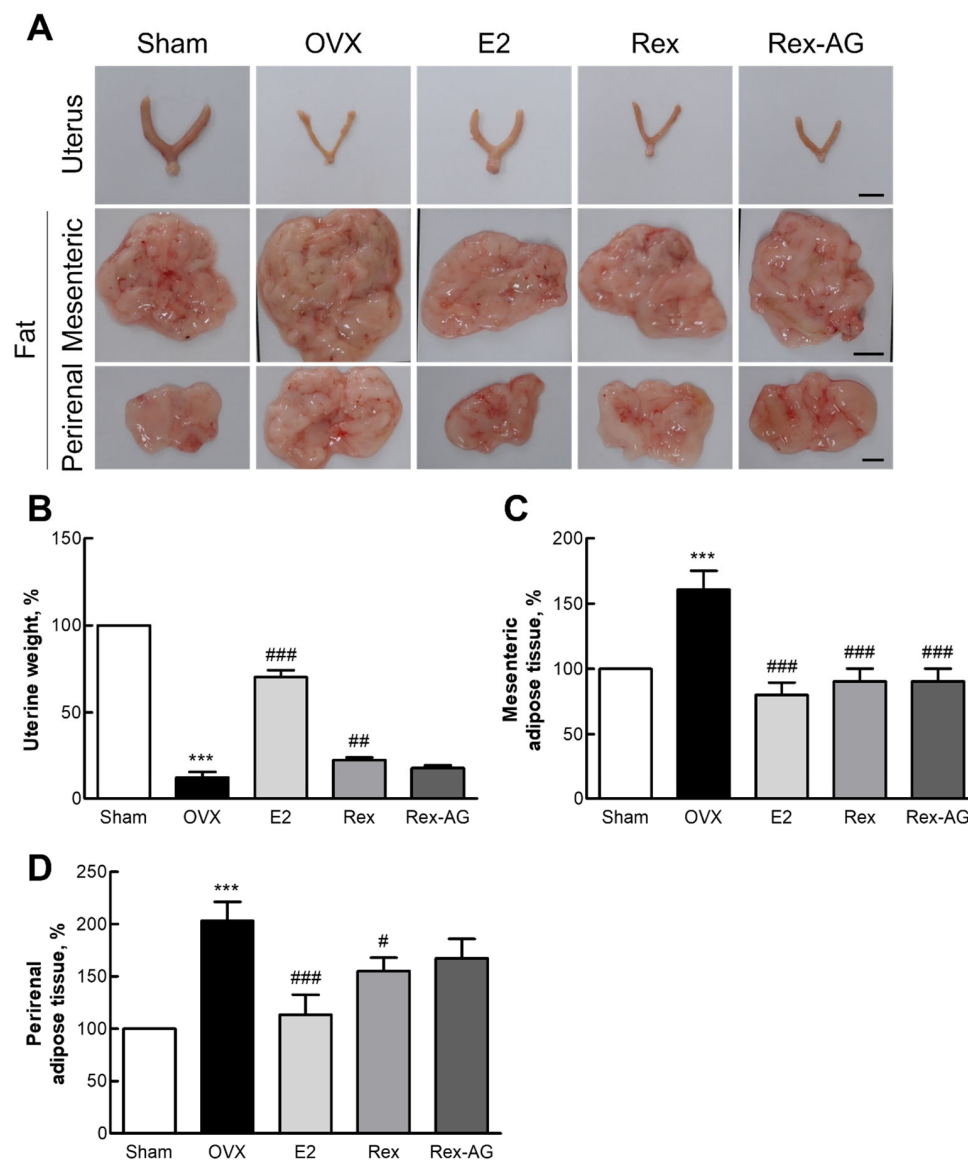 A
Sham OVX E2 Rex Rex-AG
Uterus
Fat
Mesenteric
Perirenal
B
Uterine weight, %
150
100
50
0
***
###
##
Sham OVX E2 Rex Rex-AG
C
Mesenteric
adipose tissue, %
200
150
100
50
0
***
### ### ###
Sham OVX E2 Rex Rex-AG
D
Perirenal
adipose tissue, %
250
200
150
100
50
0
***
###
#
Sham OVX E2 Rex Rex-AG